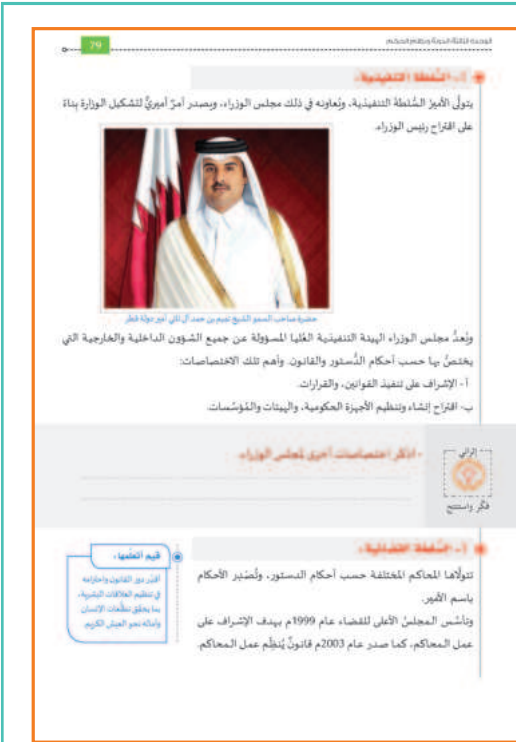 الوحدة الثالثة: الدولة ونظام الحكم
79
2- السُّلطة التنفيذية:
يتولَّى الأمير السُّلطة التنفيذية، ويُعاونه في ذلك مجلس الوزراء، ويصدر أمرٌ أميريٌّ لتشكيل الوزارة بناءً
على اقتراح رئيس الوزراء.
حضرة صاحب السمو الشيخ تميم بن حمد آل ثاني أمير دولة قطر
ويُعدُّ مجلس الوزراء الهيئة التنفيذية العُليا المسؤولة عن جميع الشؤون الداخلية والخارجية التي
يختصُّ بها حسب أحكام الدُّستور والقانون. وأهم تلك الاختصاصات:
أ- الإشراف على تنفيذ القوانين، والقرارات.
ب- اقتراح إنشاء وتنظيم الأجهزة الحكومية، والهيئات والمُؤسَّسات.
إثرائي
- اذكر اختصاصات أخرى لمجلس الوزراء.
فكِّر واستنتج
السُّلطة القضائية:
تتولَّاها المحاكم المختلفة حسب أحكام الدستور، وتُصْدِر الأحكام
باسم الأمير.
وتأسَّس المجلسُ الأعلى للقضاء عام 1999م بهدف الإشراف على
عمل المحاكم، كما صدر عام 2003م قانونٌ يُنظِّم عمل المحاكم.
قيم أتعلمها:
أقدِّر دور القانون واحترامه
في تنظيم العلاقات البشرية،
بما يحقق تطلُّعات الإنسان
وآماله نحو العيش الكريم.